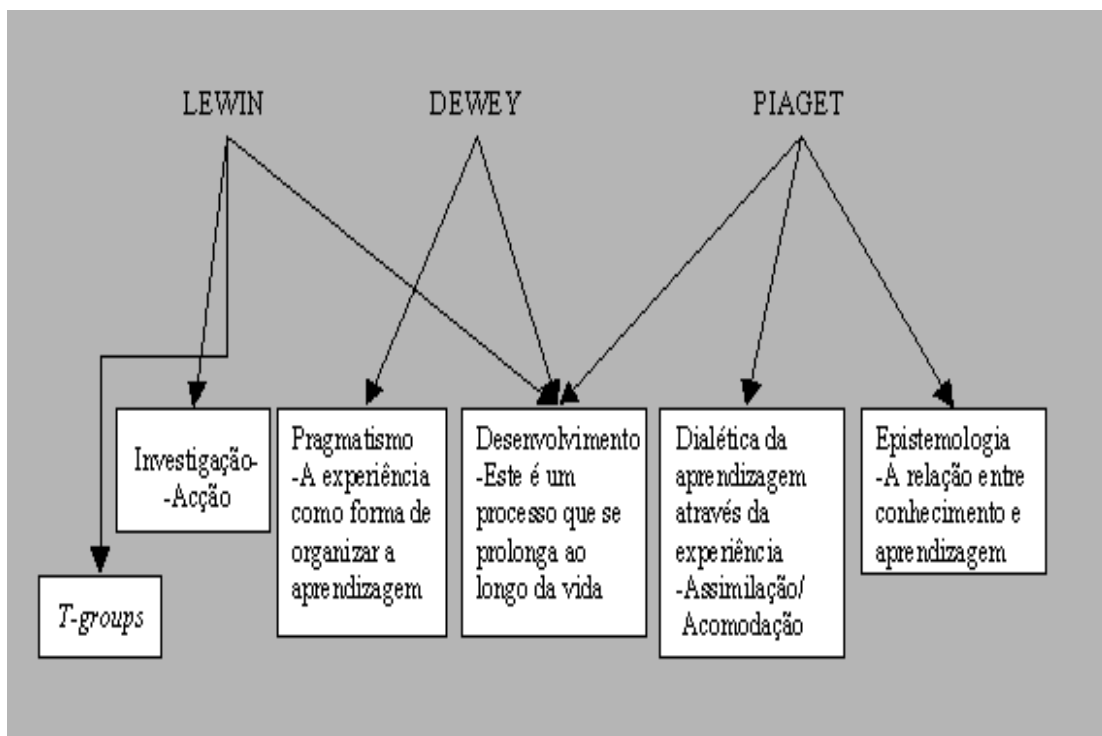 LEWIN
DEWEY
PIAGET
Investigação-
-Acção
Pragmatismo
-A experiência
como forma de
organizar a
aprendizagem
Desenvolvimento
-Este é um
processo que se
prolonga ao
longo da vida
Dialética da
aprendizagem
através da
experiência
-Assimilação/
Acomodação
Epistemologia
-A relação entre
conhecimento e
aprendizagem
T-groups